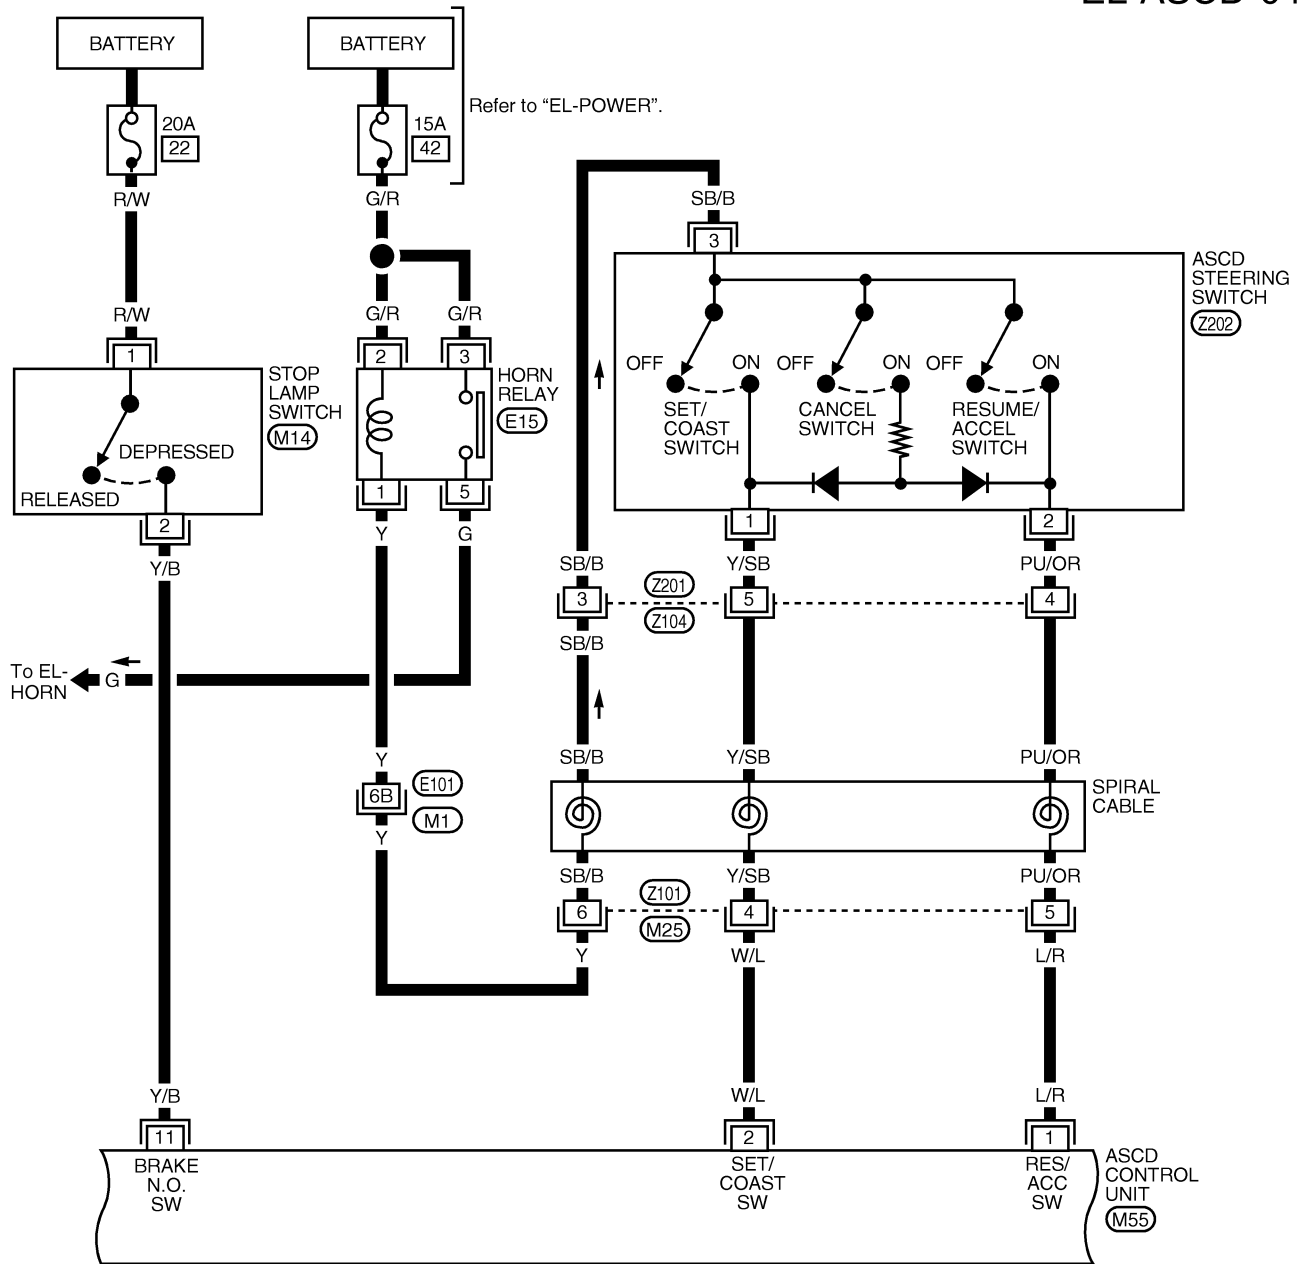 BATTERY
BATTERY
Refer to “EL-POWER”.
20A
22
15A
42
R/W
G/R
SB/B
3
R/W
G/R
G/R
1
2
3
STOP
LAMP
SWITCH
M14
DEPRESSED
RELEASED
2
HORN
RELAY
E15
1
5
ASCD
STEERING
SWITCH
Z202
OFF
ON
OFF
ON
OFF
ON
SET/
COAST
SWITCH
CANCEL
SWITCH
RESUME/
ACCEL
SWITCH
1
2
Y/B
Y
G
SB/B
Y/SB
PU/OR
3
Z201
Z104
5
4
SB/B
To EL-
HORN
G
Y
SB/B
Y/SB
PU/OR
6B
E101
M1
Y
SPIRAL
CABLE
SB/B
Y/SB
PU/OR
6
Z101
M25
4
5
Y
W/L
L/R
Y/B
W/L
L/R
11
2
1
BRAKE
N.O.
SW
SET/
COAST
SW
RES/
ACC
SW
ASCD
CONTROL
UNIT
M55